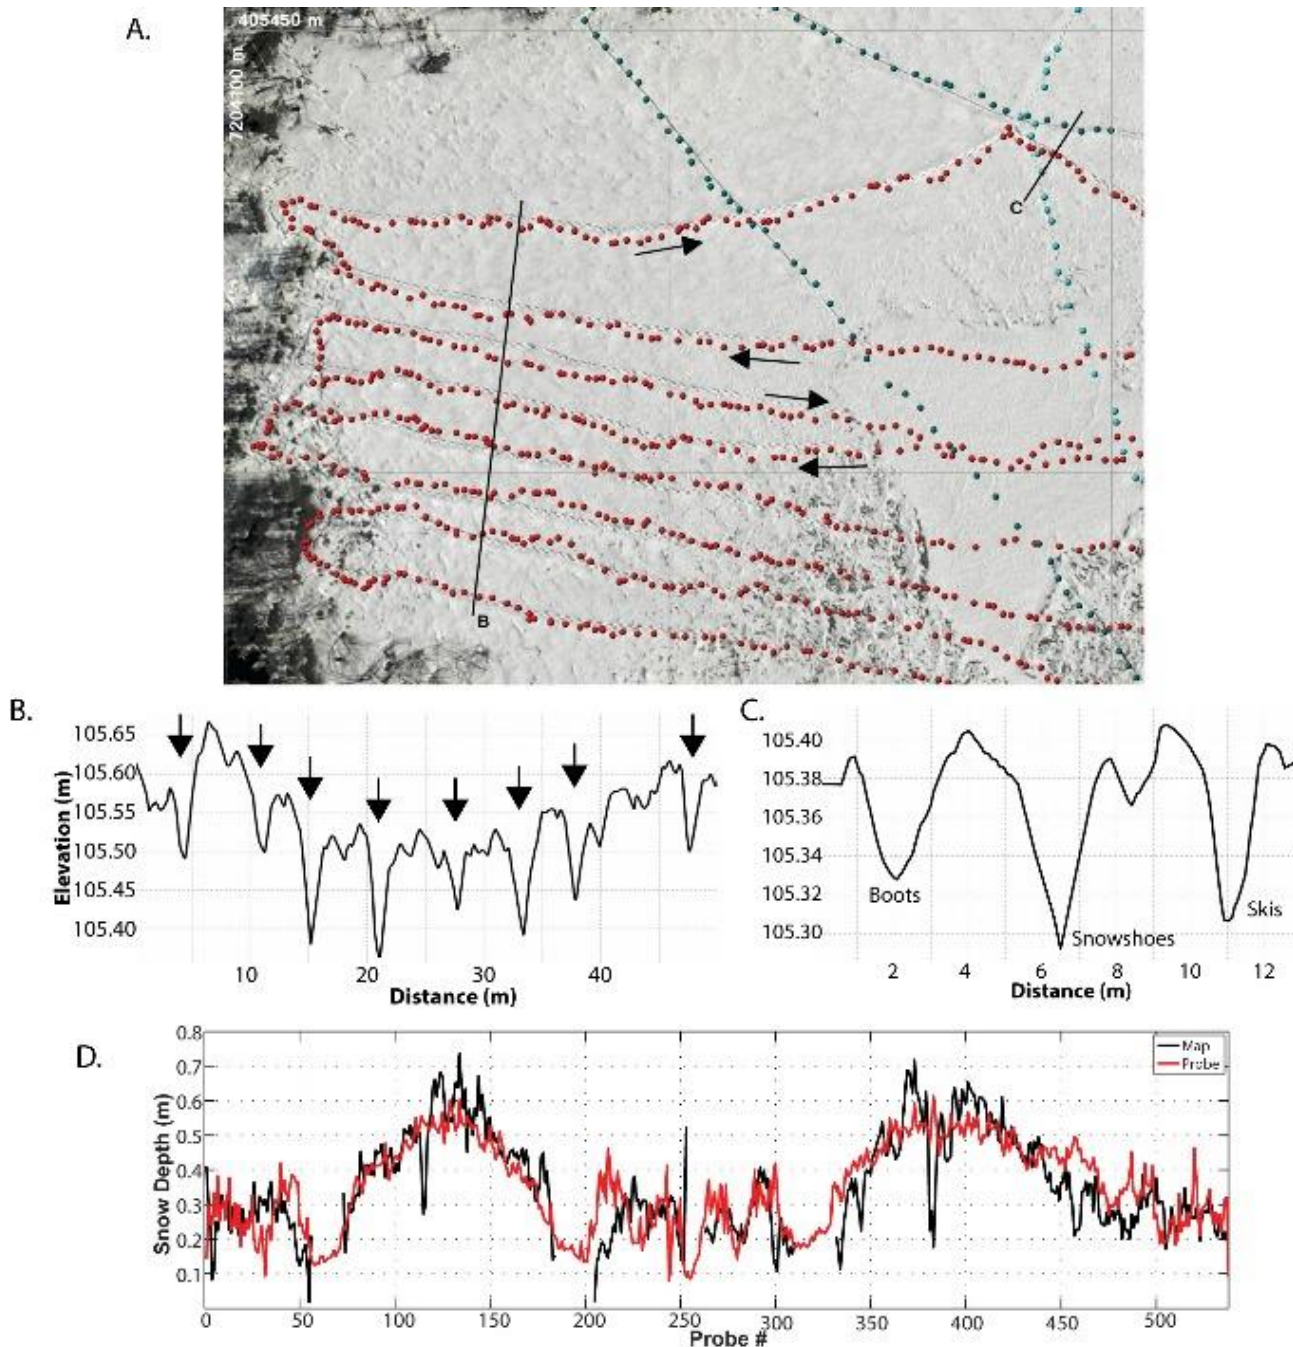 A.
405450 m
7204100 m
C
B
B.
C.
Elevation (m)
105.65
105.60
105.55
105.50
105.45
105.40
10
20
30
40
Distance (m)
105.40
105.38
105.36
105.34
105.32
105.30
Boots
Snowshoes
Skis
2
4
6
8
10
12
Distance (m)
D.
Snow Depth (m)
0.8
0.7
0.6
0.5
0.4
0.3
0.2
0.1
Map
Probe
0
50
100
150
200
250
300
350
400
450
500
Probe #